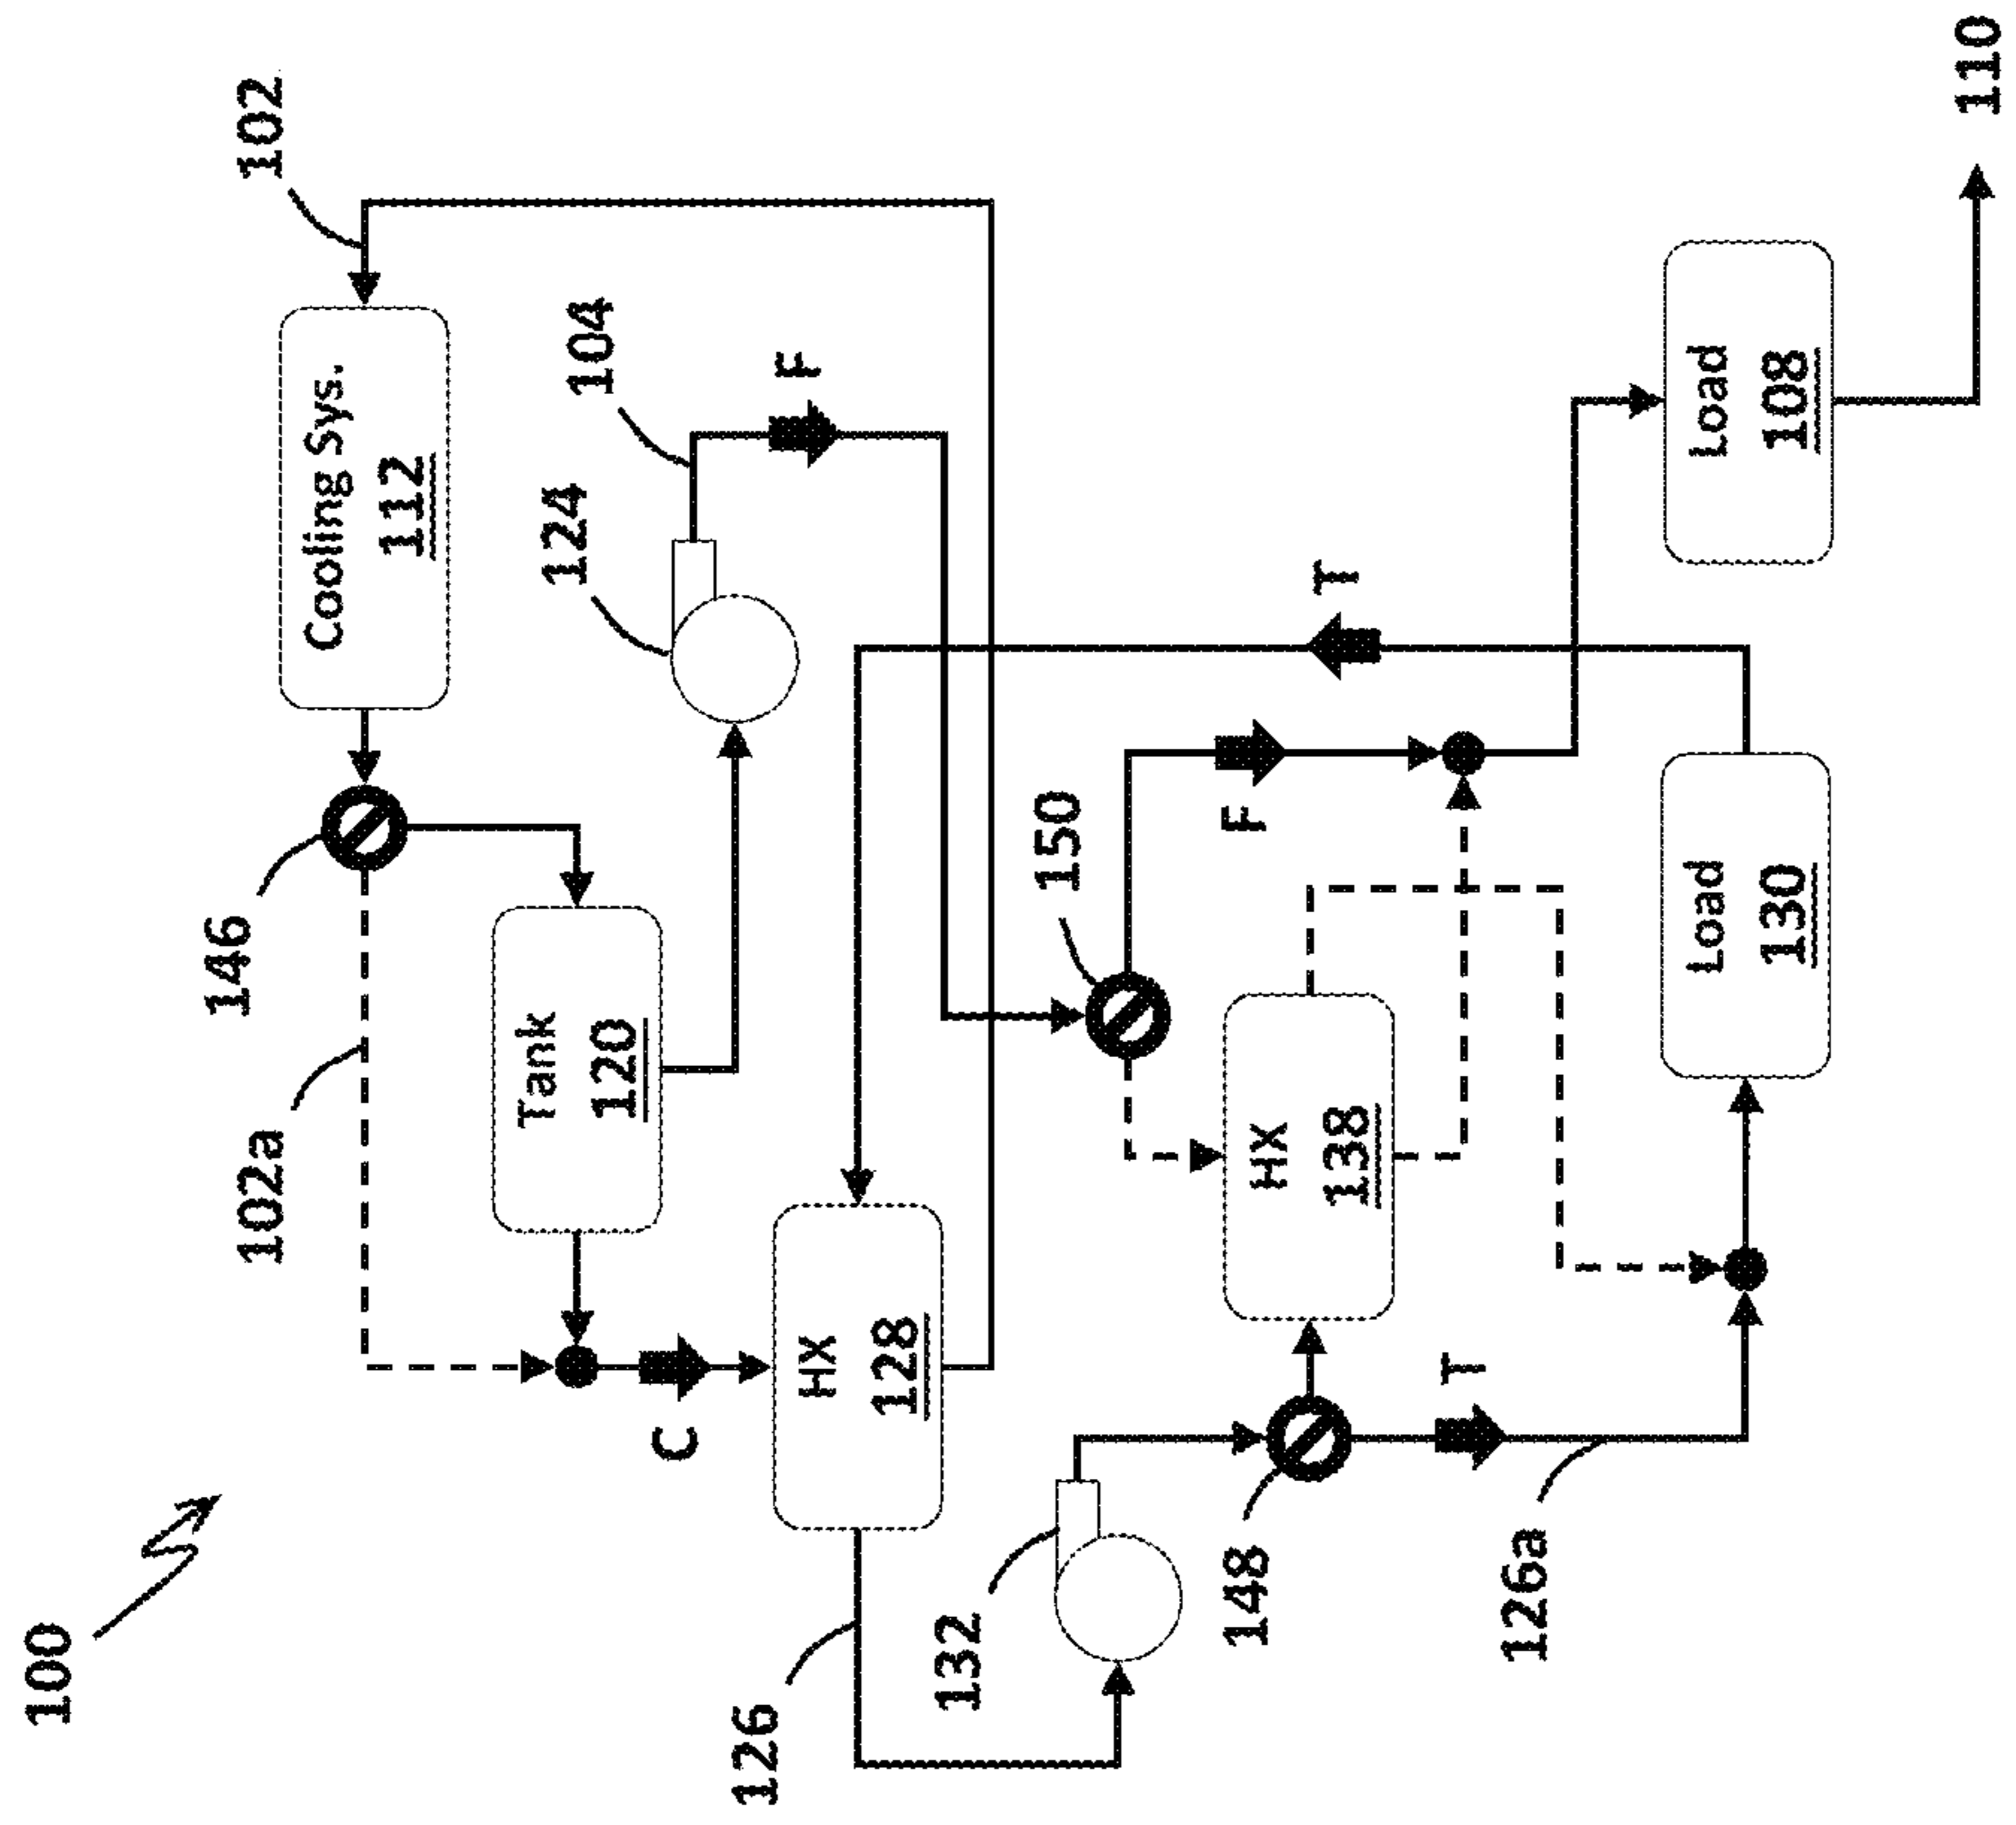 100
146
102a
102
Cooling Sys.
112
Tank
120
124
104
C
126
F
HX
128
132
150
148
F
HX
138
T
T
126a
Load
130
Load
108
110